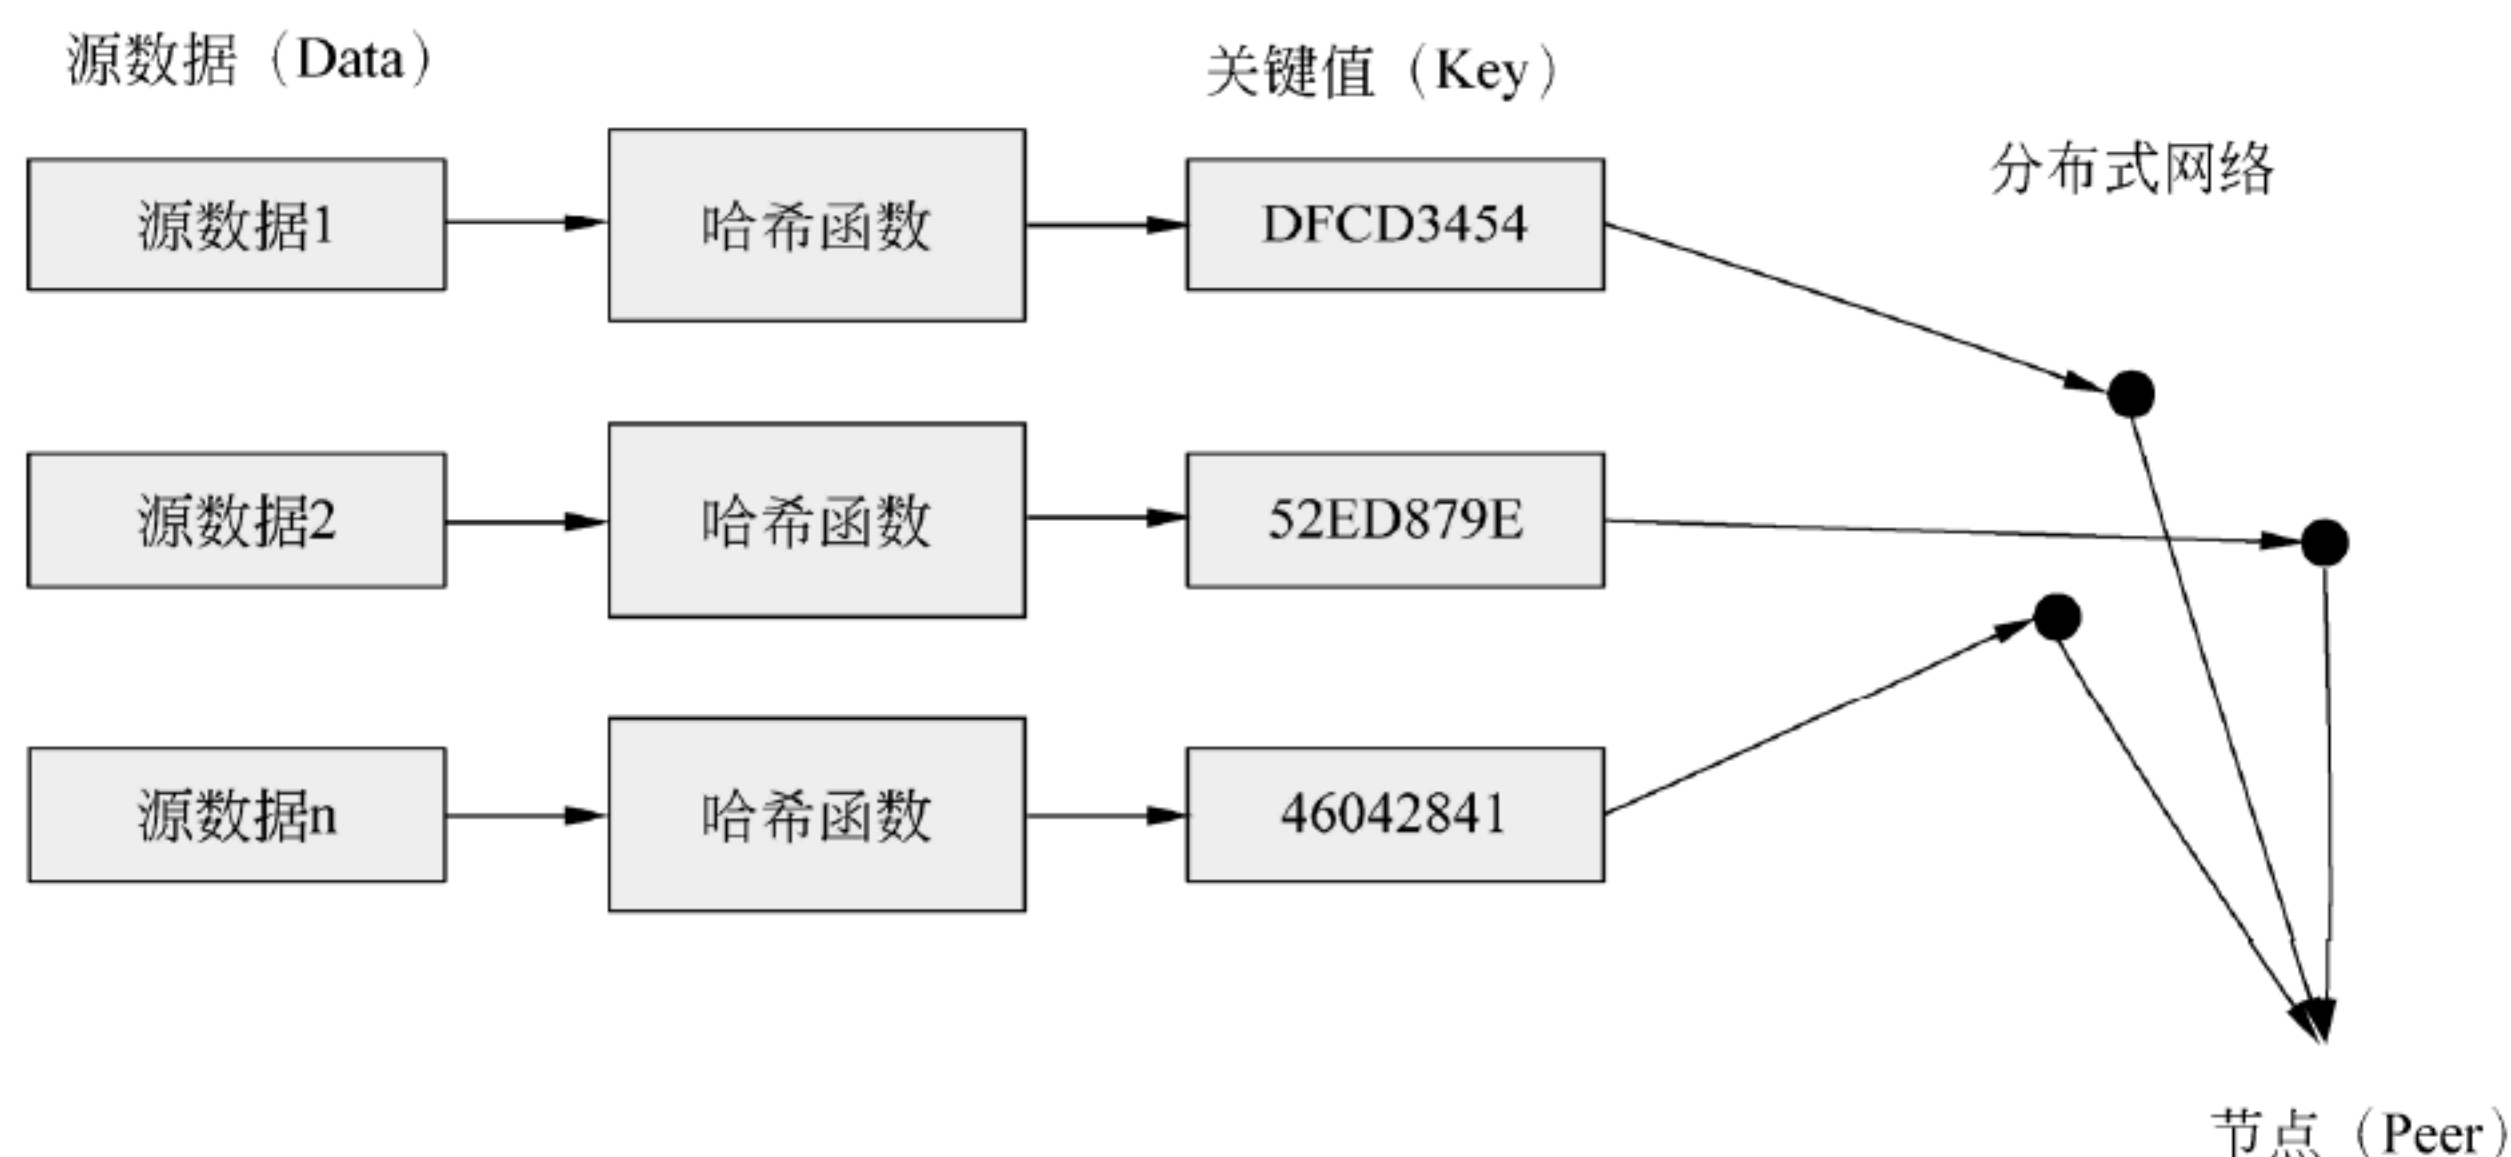 源数据（Data）
关键值（Key）
分布式网络
源数据1
哈希函数
DFCD3454
源数据2
哈希函数
52ED879E
源数据n
哈希函数
46042841
节点（Peer）